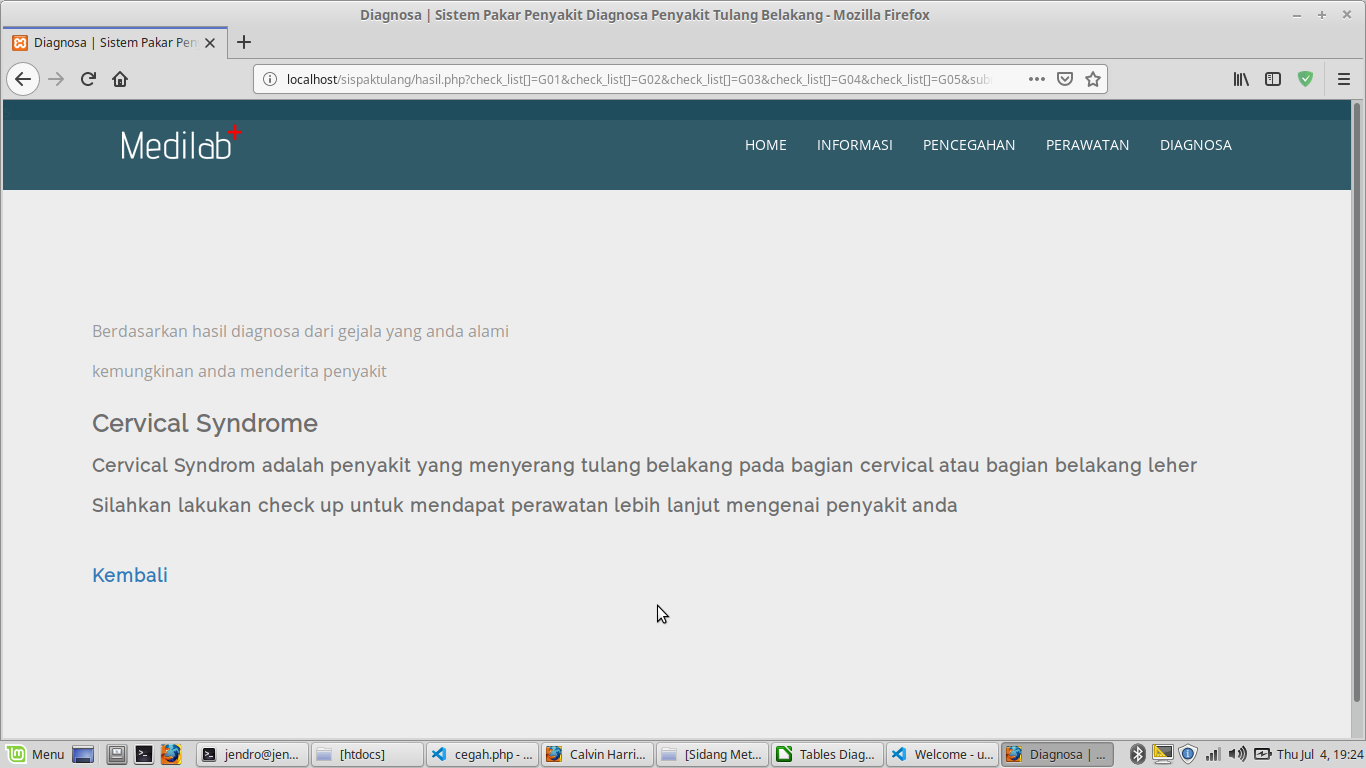 Diagnosa | Sistem Pakar Penyakit Diagnosa Penyakit Tulang Belakang - Mozilla Firefox
Diagnosa | Sistem Pakar Pen
localhost/sispaktulang/hasil.php?check_list[]=G01&check_list[]=G02&check_list[]=G03&check_list[]=G04&check_list[]=G05&sub
Medilab+
HOME INFORMASI PENCEGAHAN PERAWATAN DIAGNOSA
Berdasarkan hasil diagnosa dari gejala yang anda alami
kemungkinan anda menderita penyakit
Cervical Syndrome
Cervical Syndrom adalah penyakit yang menyerang tulang belakang pada bagian cervical atau bagian belakang leher
Silahkan lakukan check up untuk mendapat perawatan lebih lanjut mengenai penyakit anda
Kembali
Menu jendro@jen... [htdocs] cegah.php - ... Calvin Harri... [Sidang Met... Tables Diag... Welcome - u... Diagnosa | ... Thu Jul 4, 19:24